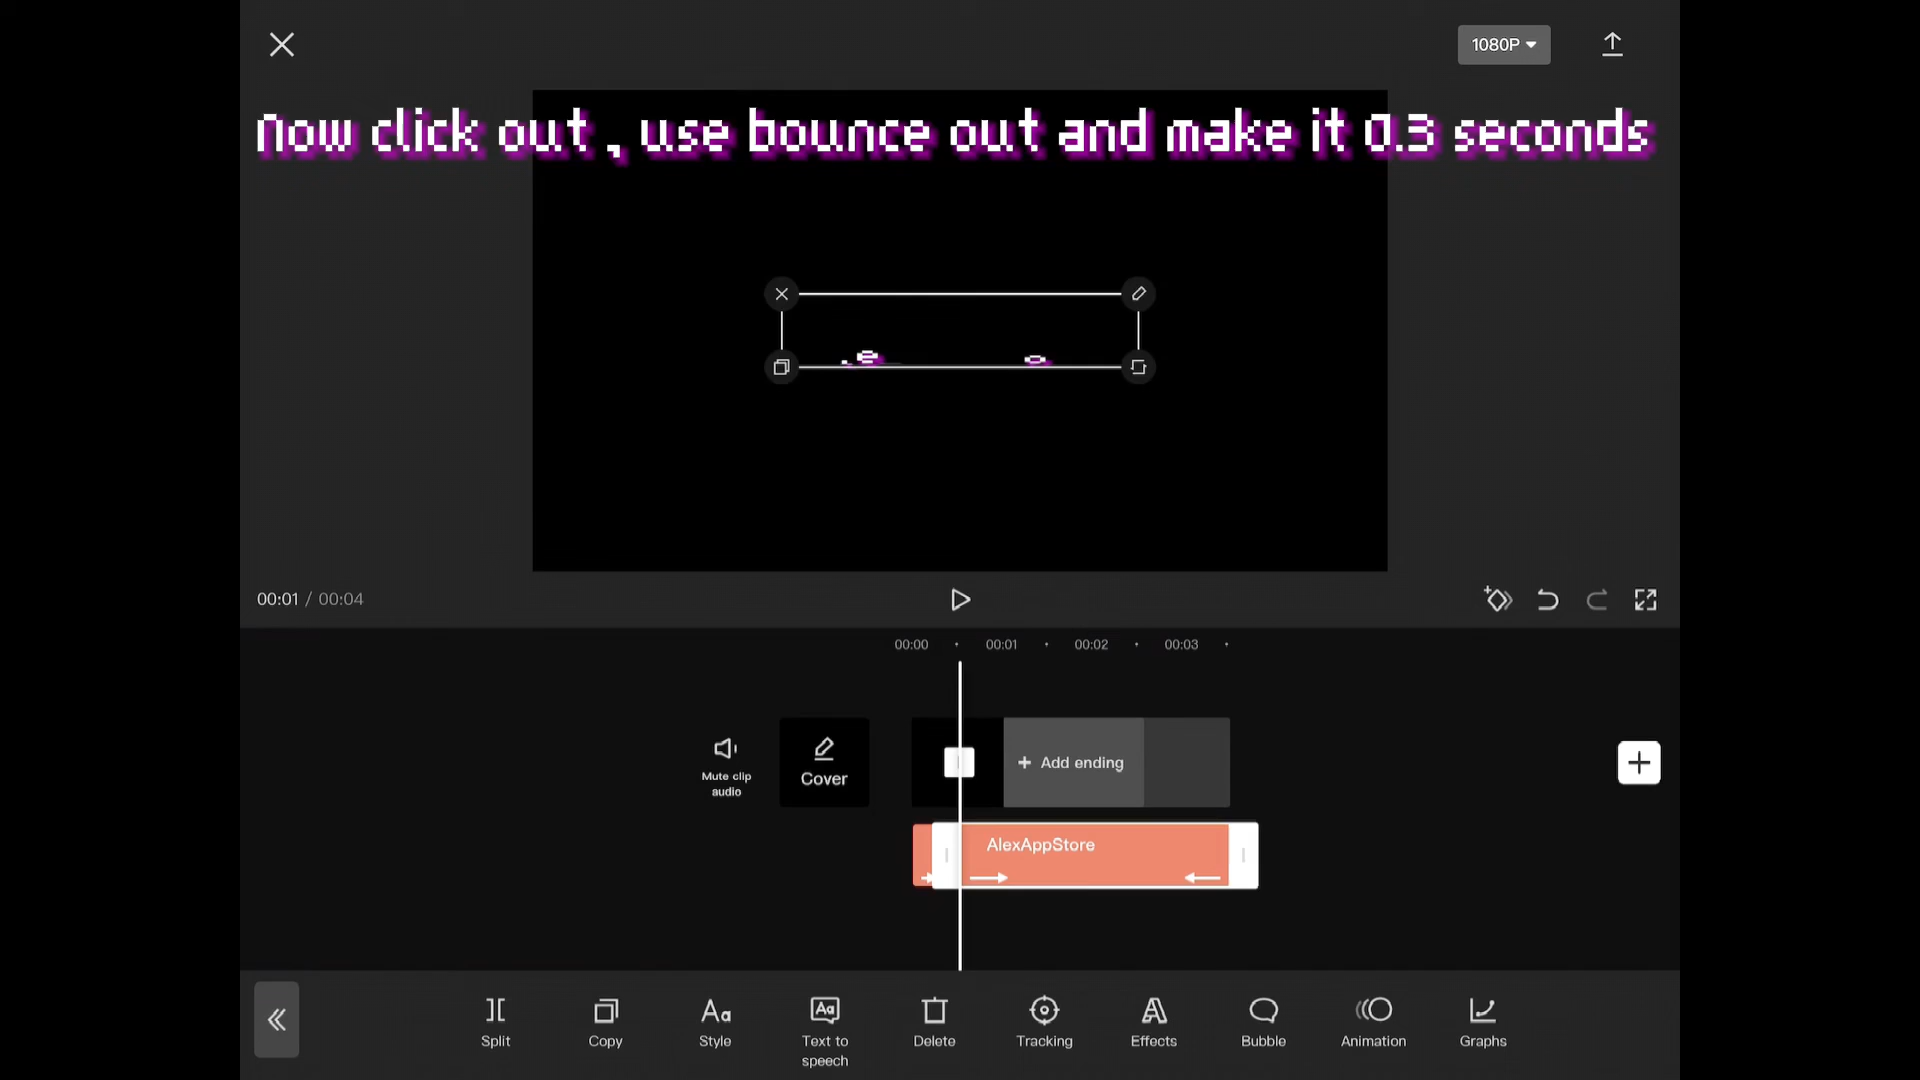 1080P
now click out , use bounce out and make it 0.3 seconds
00:01 / 00:04
00:00 00:01 00:02 00:03
Mute clip
audio
Cover
+ Add ending
AlexAppStore
Split
Copy
Style
Text to
speech
Delete
Tracking
Effects
Bubble
Animation
Graphs